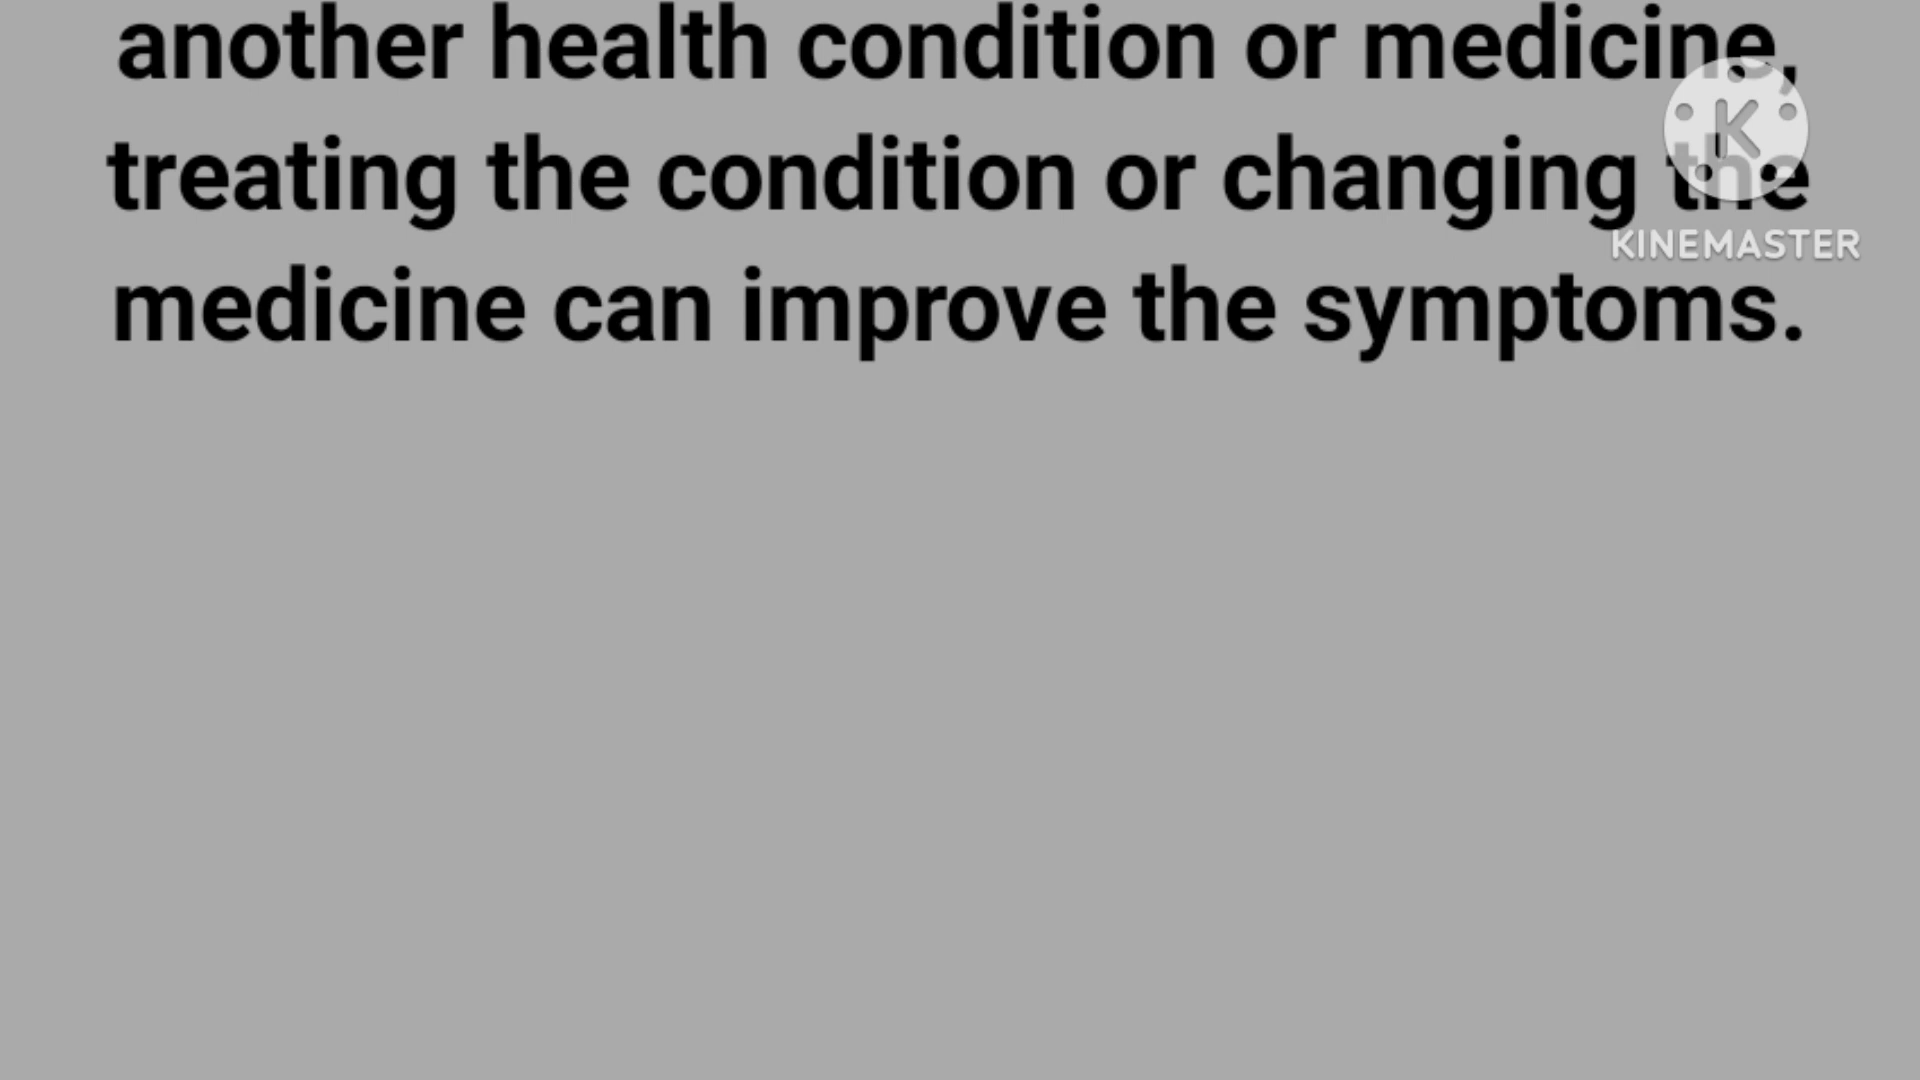 another health condition or medicine,
treating the condition or changing the
medicine can improve the symptoms.
K
KINEMASTER